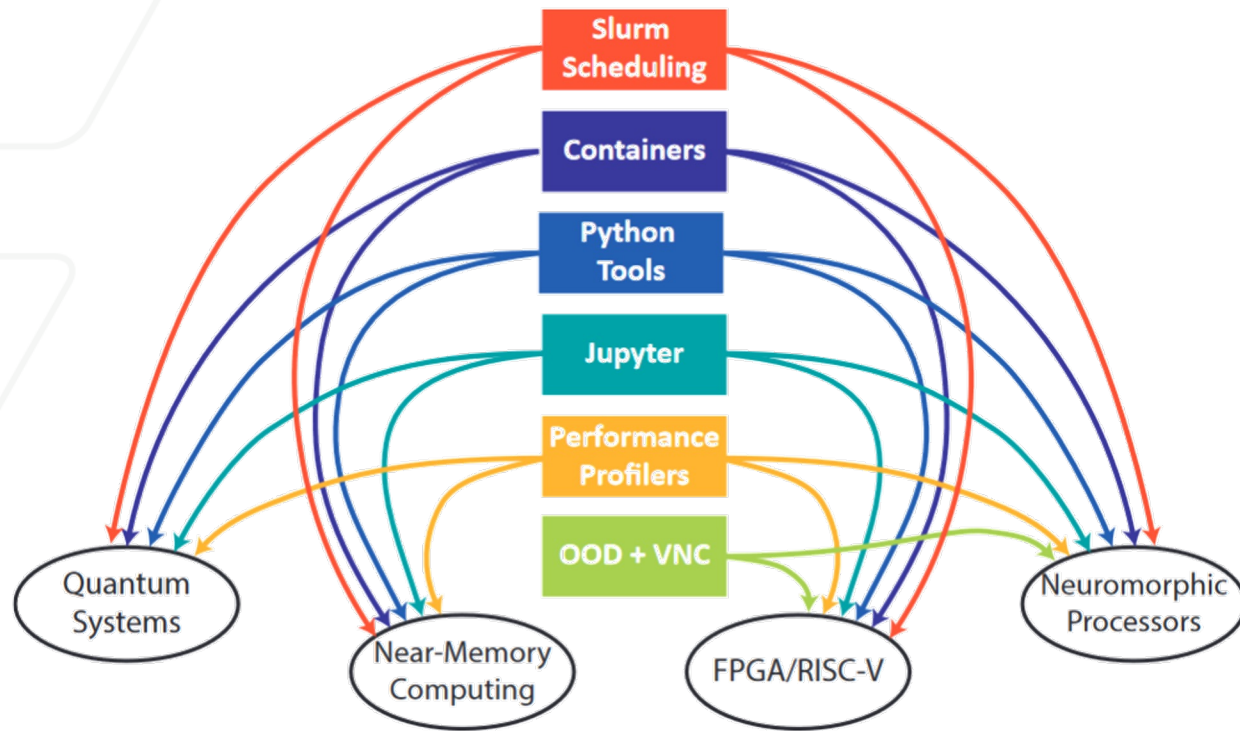 Slurm
Scheduling
Containers
Python
Tools
Jupyter
Performance
Profilers
OOD + VNC
Quantum
Systems
Near-Memory
Computing
FPGA/RISC-V
Neuromorphic
Processors